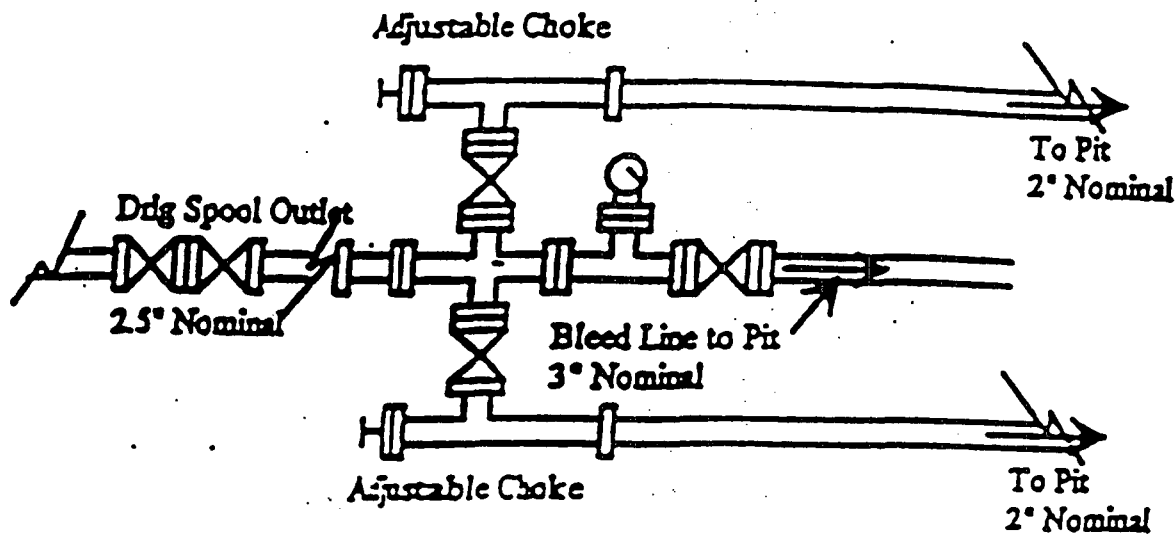 Adjustable Choke
To Pit
2" Nominal
Drlg Spool Outlet
2.5" Nominal
Bleed Line to Pit
3" Nominal
Adjustable Choke
To Pit
2" Nominal